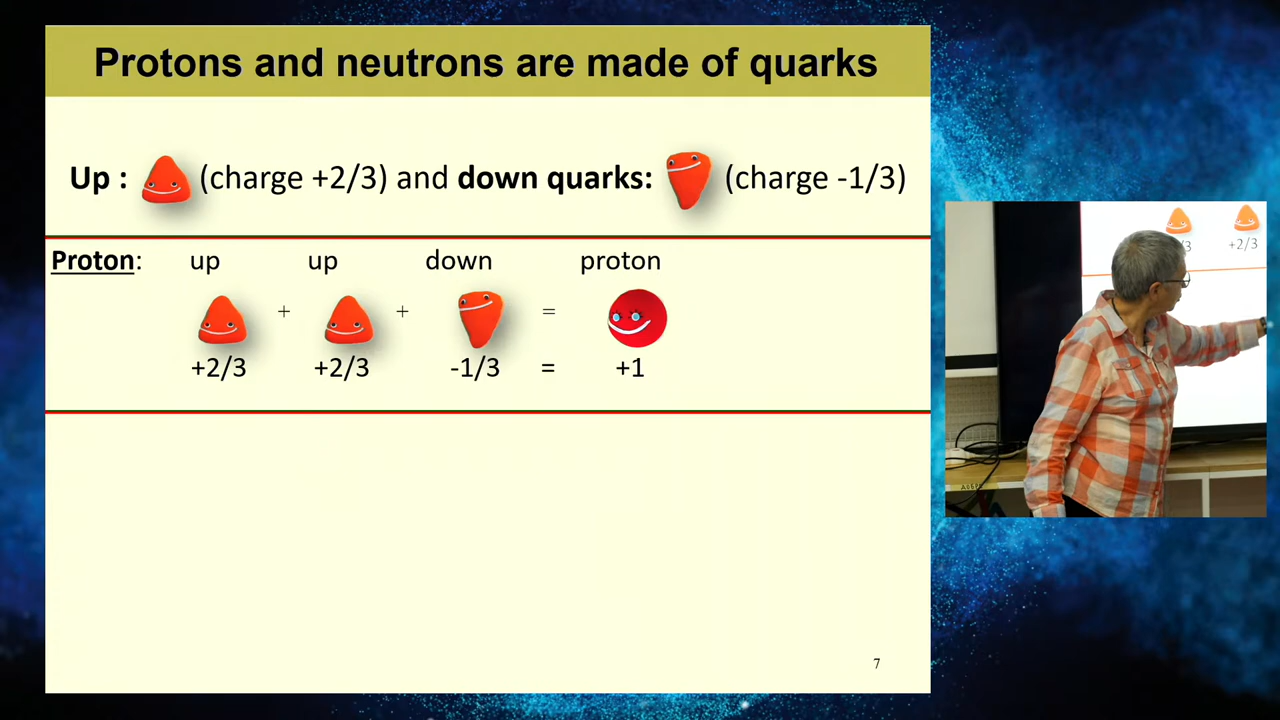 Protons and neutrons are made of quarks
Up : (charge +2/3) and down quarks: (charge -1/3)
Proton: up up down proton
+ + =
+2/3 +2/3 -1/3 = +1
7
+2/3